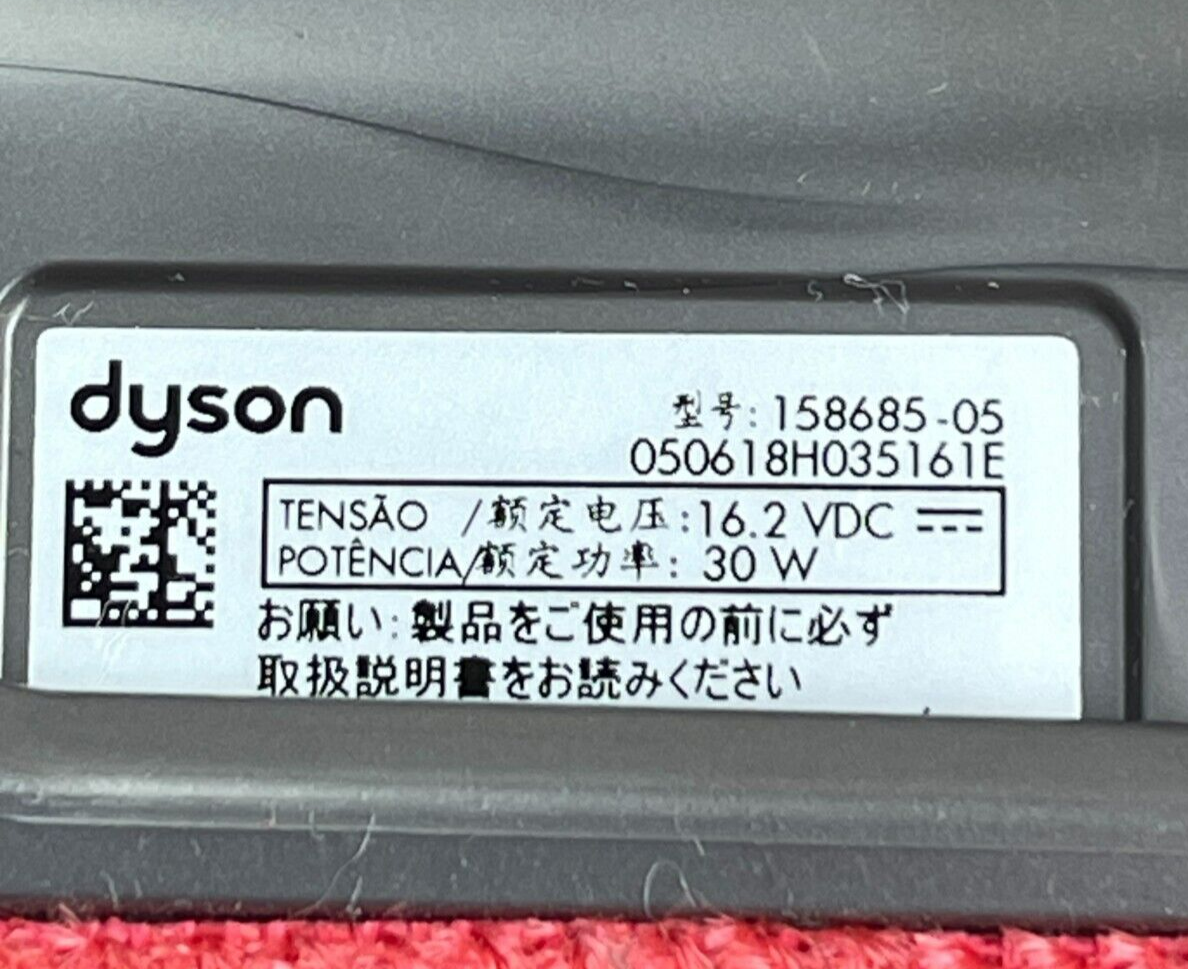 dyson
型号: 158685-05
050618H035161E
TENSÃO /额定电压: 16.2 VDC
POTÊNCIA/额定功率: 30 W
お願い: 製品をご使用の前に必ず
取扱説明書をお読みください